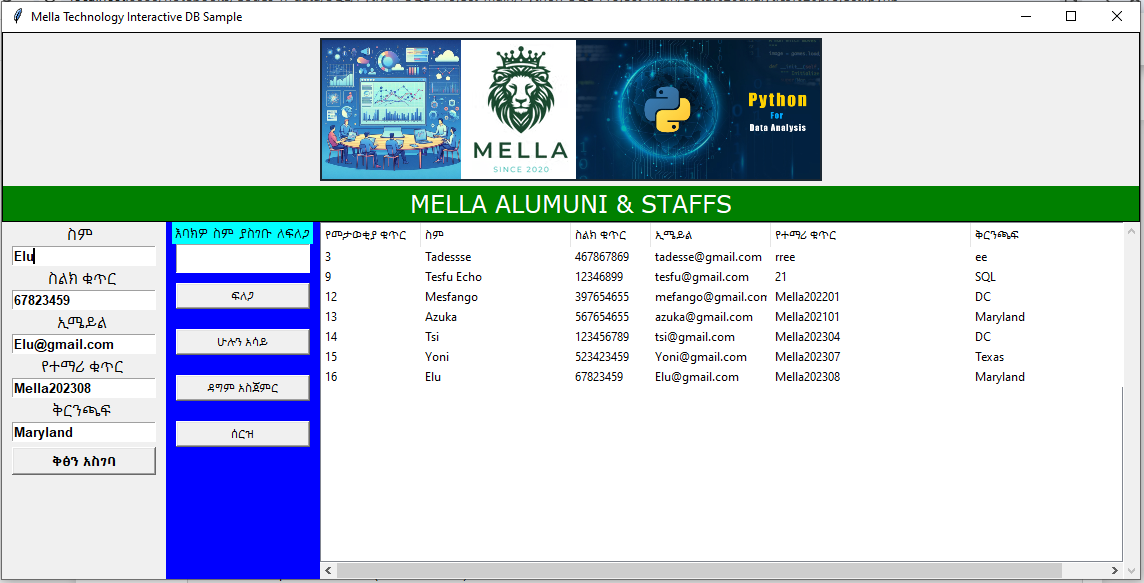 Mella Technology Interactive DB Sample
MELLA
SINCE 2020
Python
For
Data Analysis
MELLA ALUMUNI & STAFFS
ስም
Elu
ስልክ ቁጥር
67823459
ኢሜይል
Elu@gmail.com
የተማሪ ቁጥር
Mella202308
ቅርንጫፍ
Maryland
ቅፅን አስገባ
እባክዎ ስም ያስገቡ ለፍለጋ
ፍለጋ
ሁሉን አሳይ
ዳግም አስጀምር
ሰርዝ
የመታወቂያ ቁጥር ስም ስልክ ቁጥር ኢሜይል የተማሪ ቁጥር ቅርንጫፍ
3 Tadessse 467867869 tadesse@gmail.com rree ee
9 Tesfu Echo 12346899 tesfu@gmail.com 21 SQL
12 Mesfango 397654655 mefango@gmail.com Mella202201 DC
13 Azuka 567654655 azuka@gmail.com Mella202101 Maryland
14 Tsi 123456789 tsi@gmail.com Mella202304 DC
15 Yoni 523423459 Yoni@gmail.com Mella202307 Texas
16 Elu 67823459 Elu@gmail.com Mella202308 Maryland